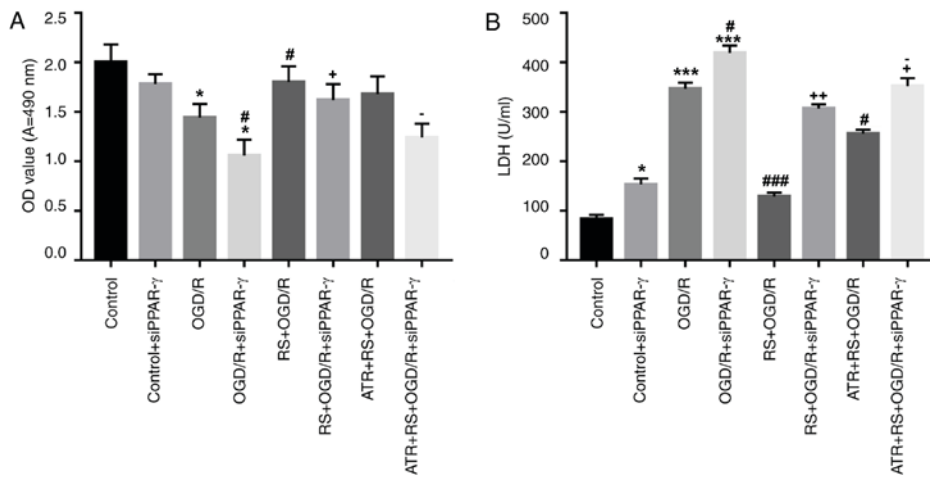 A
OD value (A=490 nm)
2.5
2.0
1.5
1.0
0.5
0.0
*
#
*
#
+
-
Control
Control+siPPAR-γ
OGD/R
OGD/R+siPPAR-γ
RS+OGD/R
RS+OGD/R+siPPAR-γ
ATR+RS+OGD/R
ATR+RS+OGD/R+siPPAR-γ
B
LDH (U/ml)
500
400
300
200
100
0
*
***
#
***
###
++
#
-
+
Control
Control+siPPAR-γ
OGD/R
OGD/R+siPPAR-γ
RS+OGD/R
RS+OGD/R+siPPAR-γ
ATR+RS+OGD/R
ATR+RS+OGD/R+siPPAR-γ